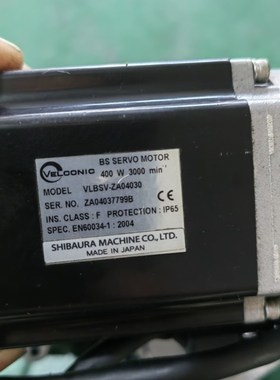 VELCONIC
BS SERVO MOTOR
400 W 3000 min⁻¹
MODEL VLBSV-ZA04030
SER. NO. ZA04037799B
CE
INS. CLASS : F PROTECTION : IP65
SPEC. EN60034-1 : 2004
SHIBAURA MACHINE CO., LTD.
MADE IN JAPAN